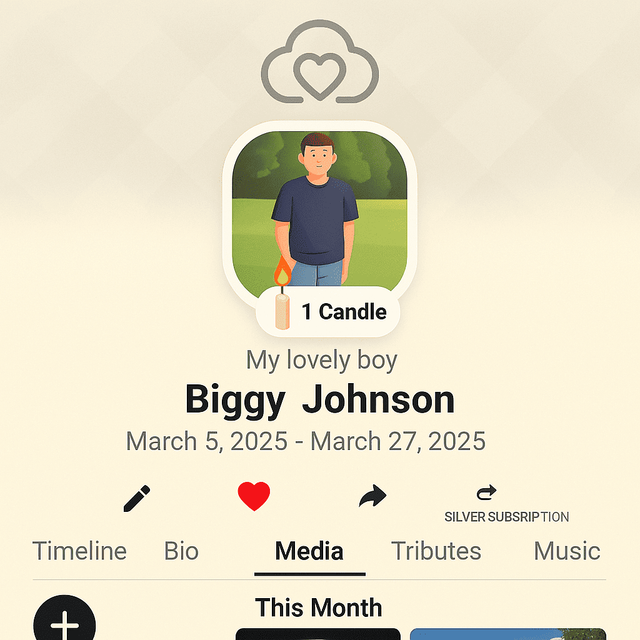 1 Candle
My lovely boy
Biggy Johnson
March 5, 2025 - March 27, 2025
SILVER SUBSRIPTION
Timeline Bio Media Tributes Music
This Month